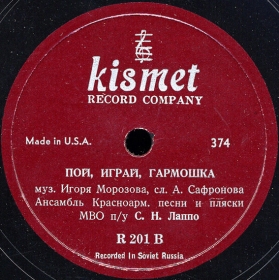 kismet
RECORD COMPANY
Made in U.S.A.
374
ПОЙ, ИГРАЙ, ГАРМОШКА
муз. Игоря Морозова, сл. А. Сафронова
Ансамбль Красноарм. песни и пляски
МВО п/у С. Н. Лаппо
R 201 B
Recorded In Soviet Russia